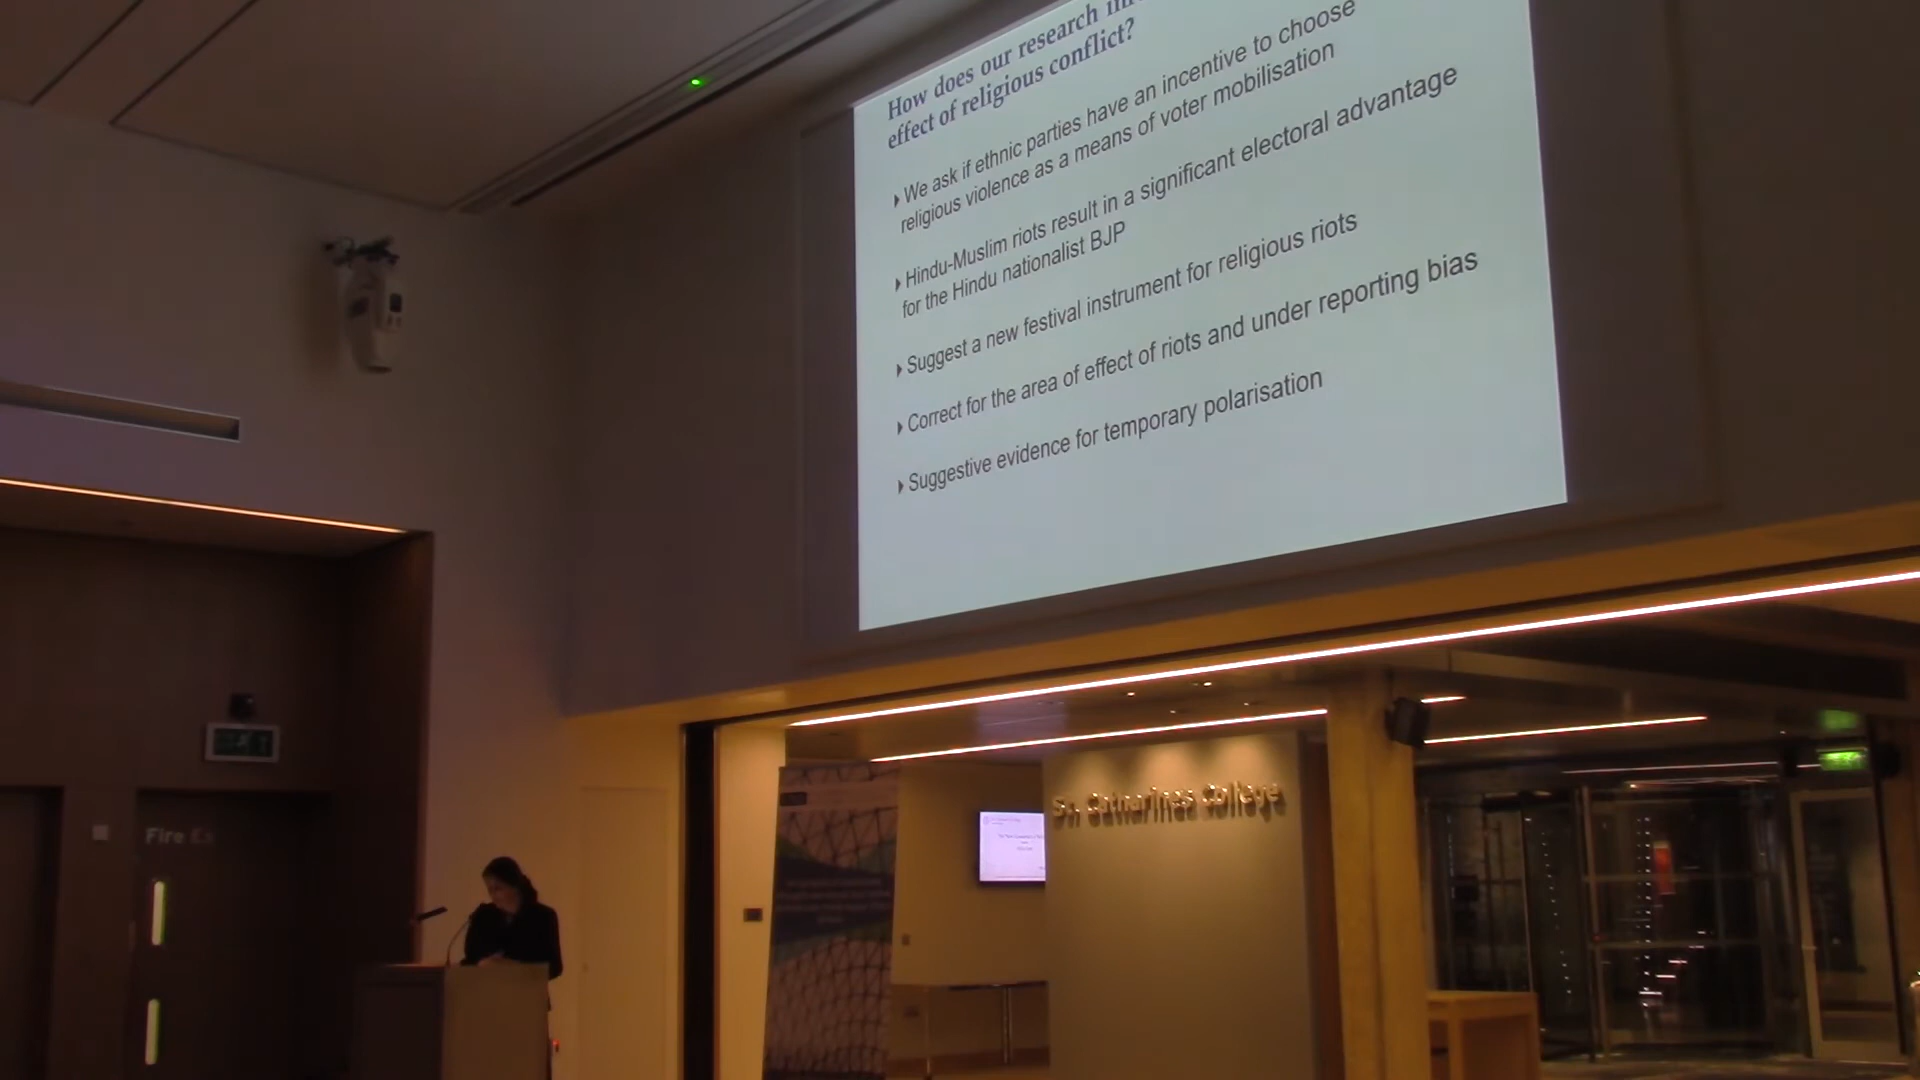 How does our research
effect of religious conflict?
We ask if ethnic parties have an incentive to choose
religious violence as a means of voter mobilisation
Hindu-Muslim riots result in a significant electoral advantage
for the Hindu nationalist BJP
Suggest a new festival instrument for religious riots
Correct for the area of effect of riots and under reporting bias
Suggestive evidence for temporary polarisation
St. Catharine's College
Fire